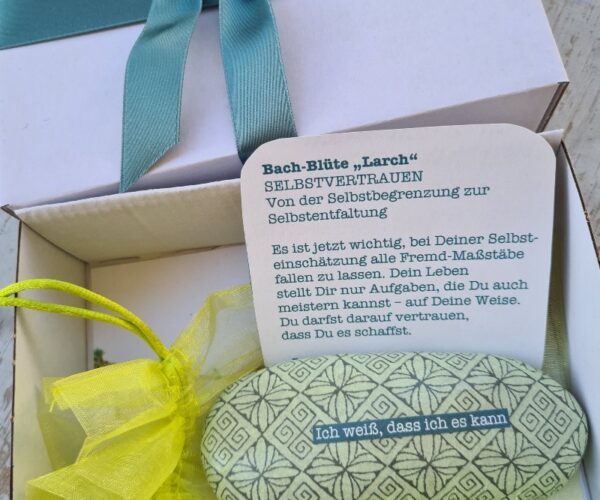 Bach-Blüte „Larch“
SELBSTVERTRAUEN
Von der Selbstbegrenzung zur
Selbstentfaltung
Es ist jetzt wichtig, bei Deiner Selbst-
einschätzung alle Fremd-Maßstäbe
fallen zu lassen. Dein Leben
stellt Dir nur Aufgaben, die Du auch
meistern kannst – auf Deine Weise.
Du darfst darauf vertrauen,
dass Du es schaffst.
Ich weiß, dass ich es kann